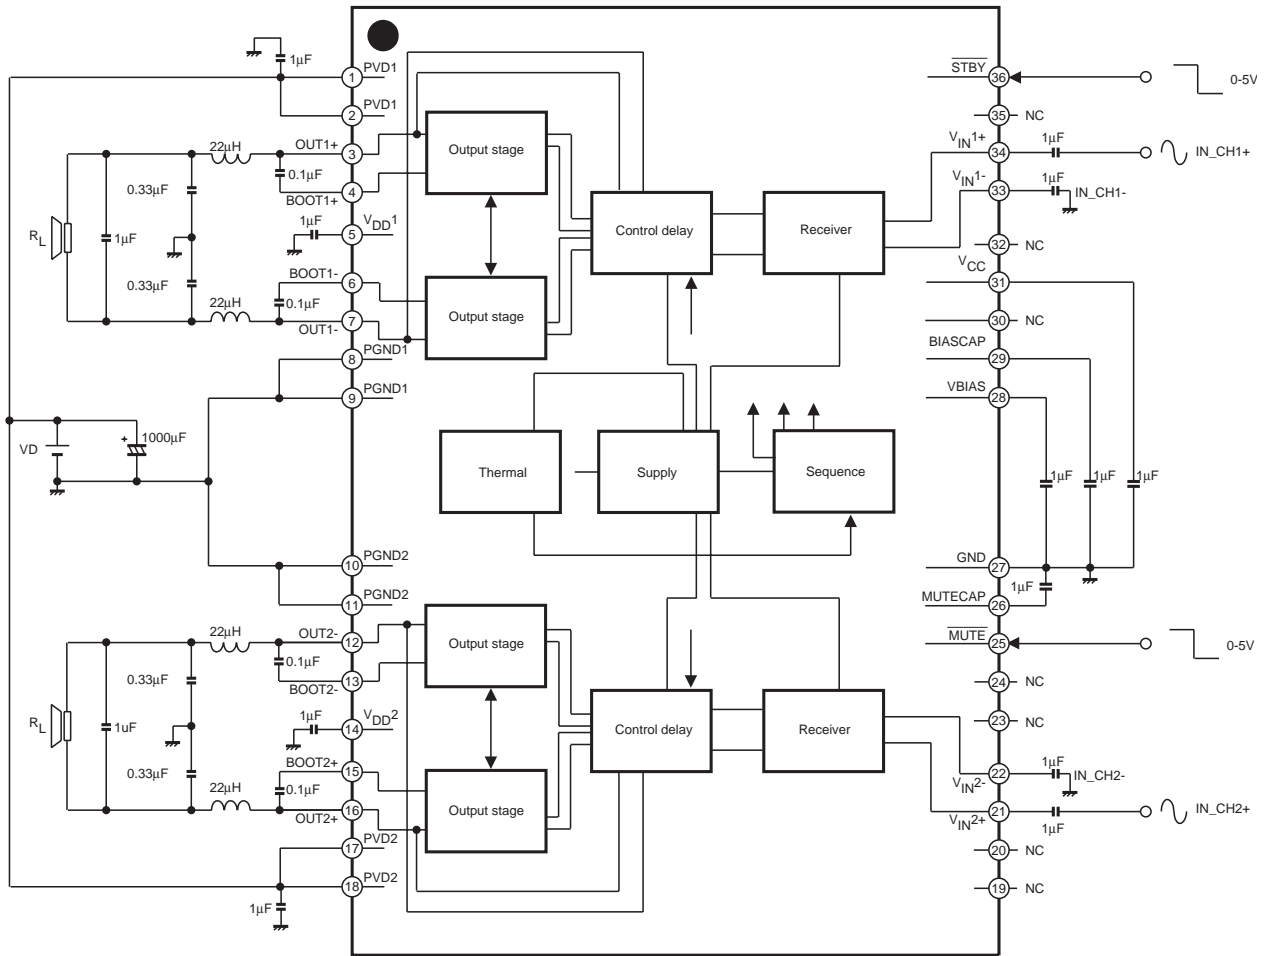 1μF
PVD1
1
PVD1
2
22μH
OUT1+
3
0.1μF
BOOT1+
4
0.33μF
1μF
VDD1
5
RL
1μF
0.33μF
BOOT1-
6
22μH
0.1μF
OUT1-
7
PGND1
8
PGND1
9
VD
+
1000μF
PGND2
10
PGND2
11
22μH
OUT2-
12
0.1μF
BOOT2-
13
0.33μF
1μF
VDD2
14
RL
1uF
0.33μF
BOOT2+
15
22μH
0.1μF
OUT2+
16
PVD2
17
PVD2
18
1μF
Output stage
Output stage
Control delay
Receiver
Thermal
Supply
Sequence
Output stage
Output stage
Control delay
Receiver
STBY
36
0-5V
35
NC
VIN1+
34
1μF
IN_CH1+
VIN1-
33
1μF
IN_CH1-
32
NC
VCC
31
30
NC
BIASCAP
29
VBIAS
28
1μF
1μF
1μF
GND
27
1μF
MUTECAP
26
MUTE
25
0-5V
24
NC
23
NC
22
1μF
IN_CH2-
VIN2-
21
1μF
IN_CH2+
VIN2+
20
NC
19
NC